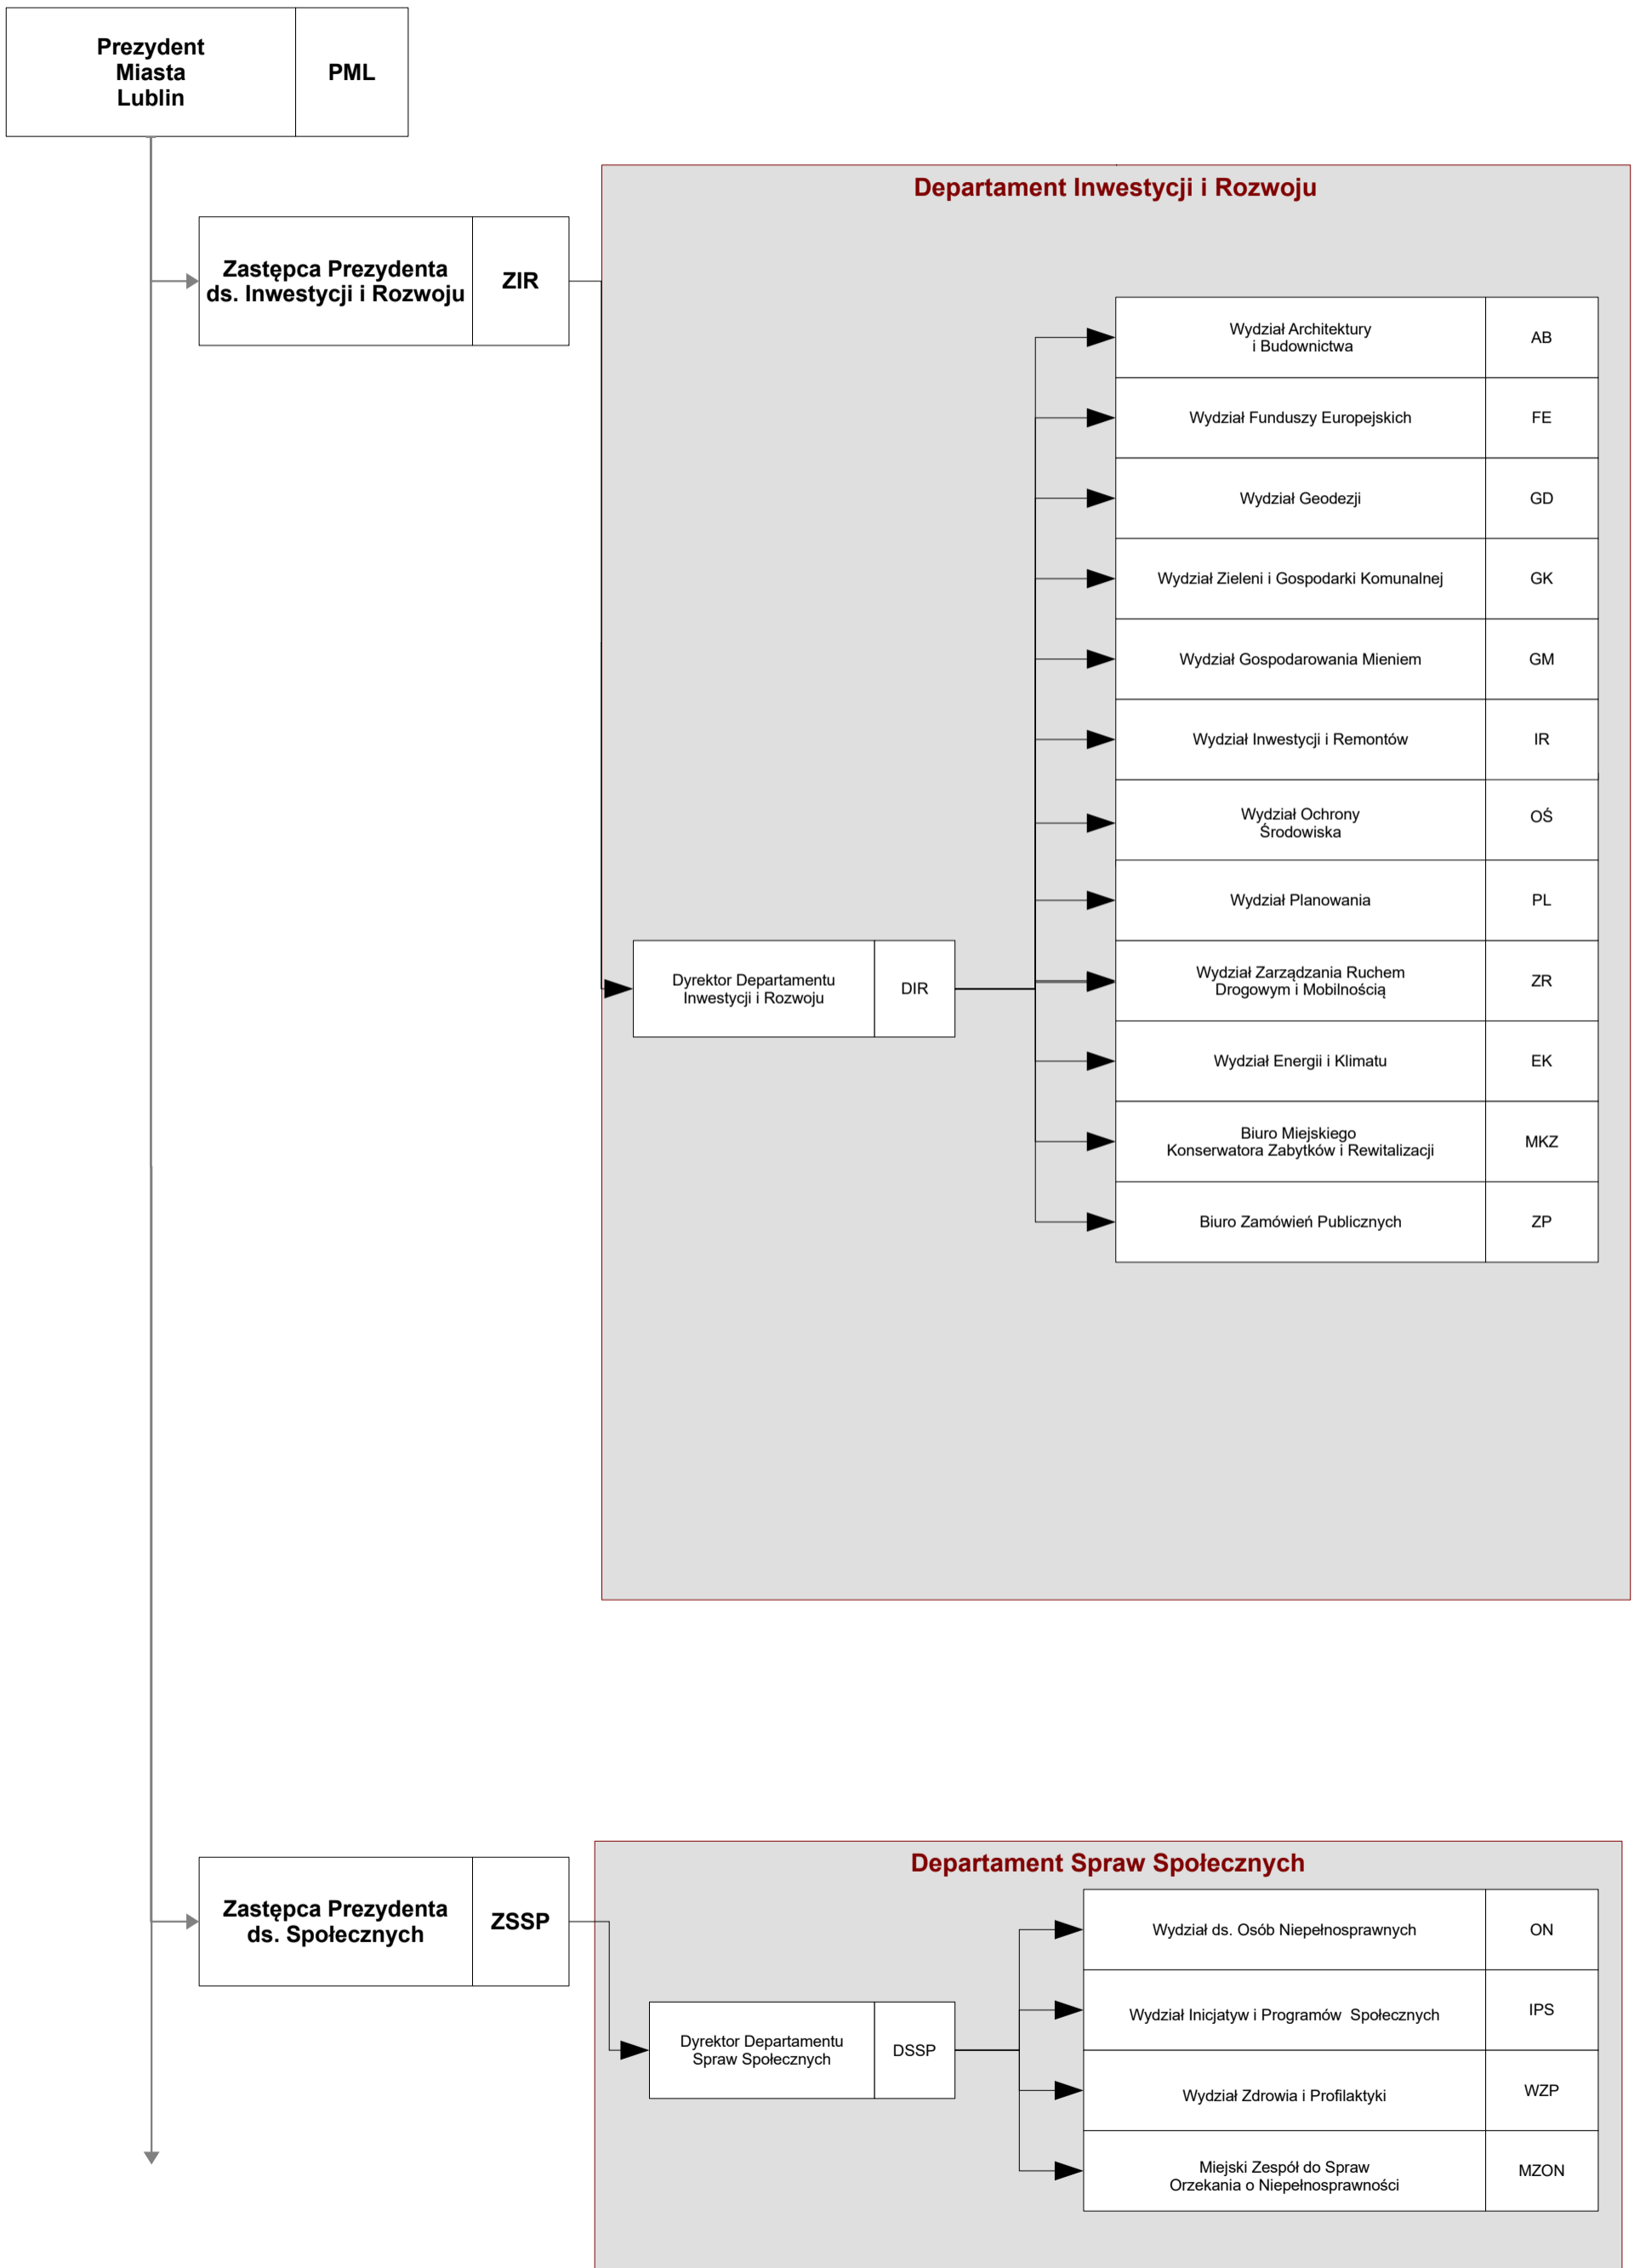 Prezydent
Miasta
Lublin
PML
Departament Inwestycji i Rozwoju
Zastępca Prezydenta
ds. Inwestycji i Rozwoju
ZIR
Wydział Architektury
i Budownictwa
AB
Wydział Funduszy Europejskich
FE
Wydział Geodezji
GD
Wydział Zieleni i Gospodarki Komunalnej
GK
Wydział Gospodarowania Mieniem
GM
Wydział Inwestycji i Remontów
IR
Wydział Ochrony
Środowiska
OŚ
Wydział Planowania
PL
Dyrektor Departamentu
Inwestycji i Rozwoju
DIR
Wydział Zarządzania Ruchem
Drogowym i Mobilnością
ZR
Wydział Energii i Klimatu
EK
Biuro Miejskiego
Konserwatora Zabytków i Rewitalizacji
MKZ
Biuro Zamówień Publicznych
ZP
Departament Spraw Społecznych
Zastępca Prezydenta
ds. Społecznych
ZSSP
Wydział ds. Osób Niepełnosprawnych
ON
Wydział Inicjatyw i Programów  Społecznych
IPS
Dyrektor Departamentu
Spraw Społecznych
DSSP
Wydział Zdrowia i Profilaktyki
WZP
Miejski Zespół do Spraw
Orzekania o Niepełnosprawności
MZON